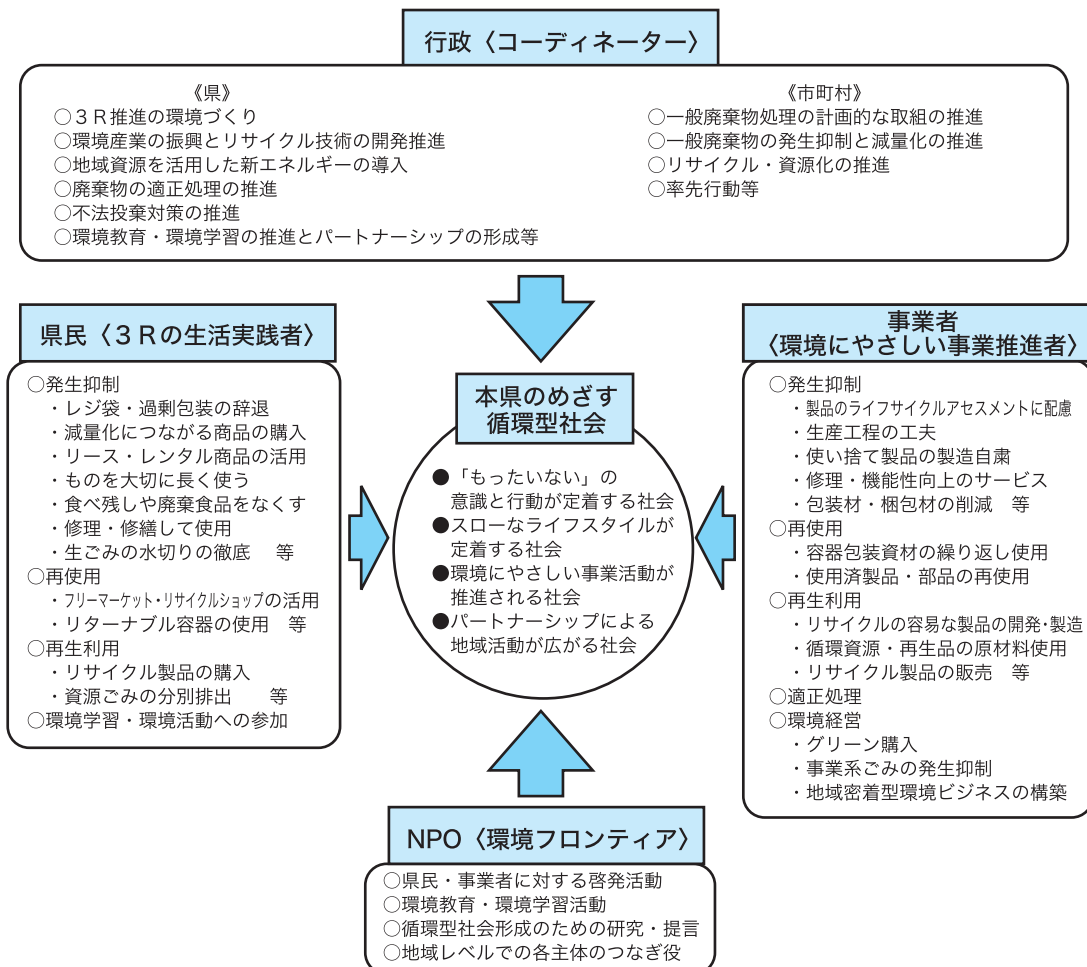 行政〈コーディネーター〉
《県》
○３Ｒ推進の環境づくり
○環境産業の振興とリサイクル技術の開発推進
○地域資源を活用した新エネルギーの導入
○廃棄物の適正処理の推進
○不法投棄対策の推進
○環境教育・環境学習の推進とパートナーシップの形成等
《市町村》
○一般廃棄物処理の計画的な取組の推進
○一般廃棄物の発生抑制と減量化の推進
○リサイクル・資源化の推進
○率先行動等
県民〈３Ｒの生活実践者〉
○発生抑制
・レジ袋・過剰包装の辞退
・減量化につながる商品の購入
・リース・レンタル商品の活用
・ものを大切に長く使う
・食べ残しや廃棄食品をなくす
・修理・修繕して使用
・生ごみの水切りの徹底　等
○再使用
・フリーマーケット・リサイクルショップの活用
・リターナブル容器の使用　等
○再生利用
・リサイクル製品の購入
・資源ごみの分別排出　　等
○環境学習・環境活動への参加
本県のめざす
循環型社会
●「もったいない」の
意識と行動が定着する社会
●スローなライフスタイルが
定着する社会
●環境にやさしい事業活動が
推進される社会
●パートナーシップによる
地域活動が広がる社会
事業者
〈環境にやさしい事業推進者〉
○発生抑制
・製品のライフサイクルアセスメントに配慮
・生産工程の工夫
・使い捨て製品の製造自粛
・修理・機能性向上のサービス
・包装材・梱包材の削減　等
○再使用
・容器包装資材の繰り返し使用
・使用済製品・部品の再使用
○再生利用
・リサイクルの容易な製品の開発・製造
・循環資源・再生品の原材料使用
・リサイクル製品の販売　等
○適正処理
○環境経営
・グリーン購入
・事業系ごみの発生抑制
・地域密着型環境ビジネスの構築
NPO〈環境フロンティア〉
○県民・事業者に対する啓発活動
○環境教育・環境学習活動
○循環型社会形成のための研究・提言
○地域レベルでの各主体のつなぎ役